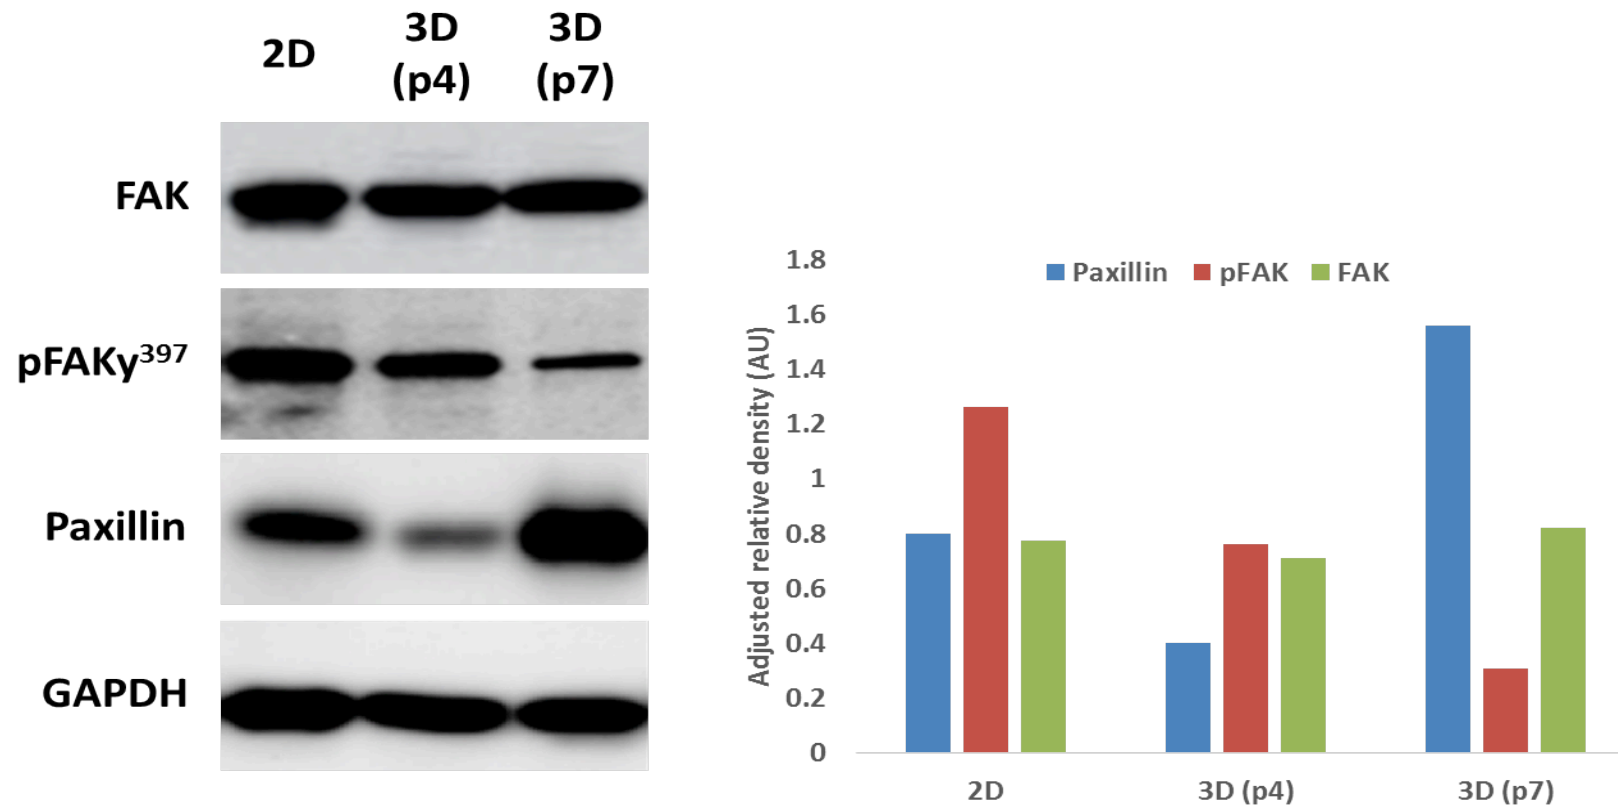 2D
3D
(p4)
3D
(p7)
FAK
pFAKy³⁹⁷
Paxillin
GAPDH
Paxillin
pFAK
FAK
Adjusted relative density (AU)
1.8
1.6
1.4
1.2
1
0.8
0.6
0.4
0.2
0
2D
3D (p4)
3D (p7)